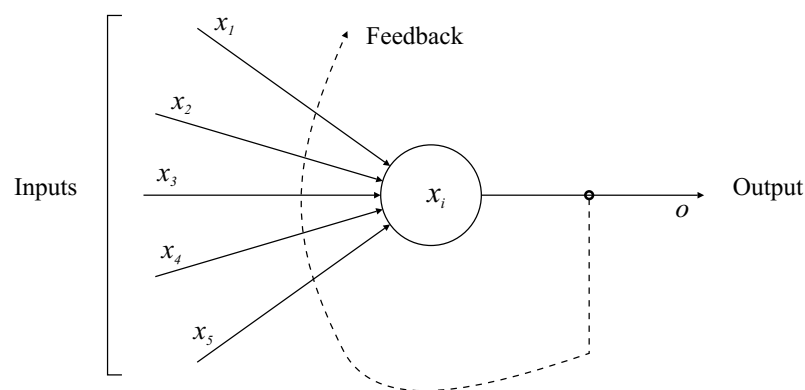 x₁
Feedback
x₂
Inputs
x₃
xᵢ
Output
o
x₄
x₅